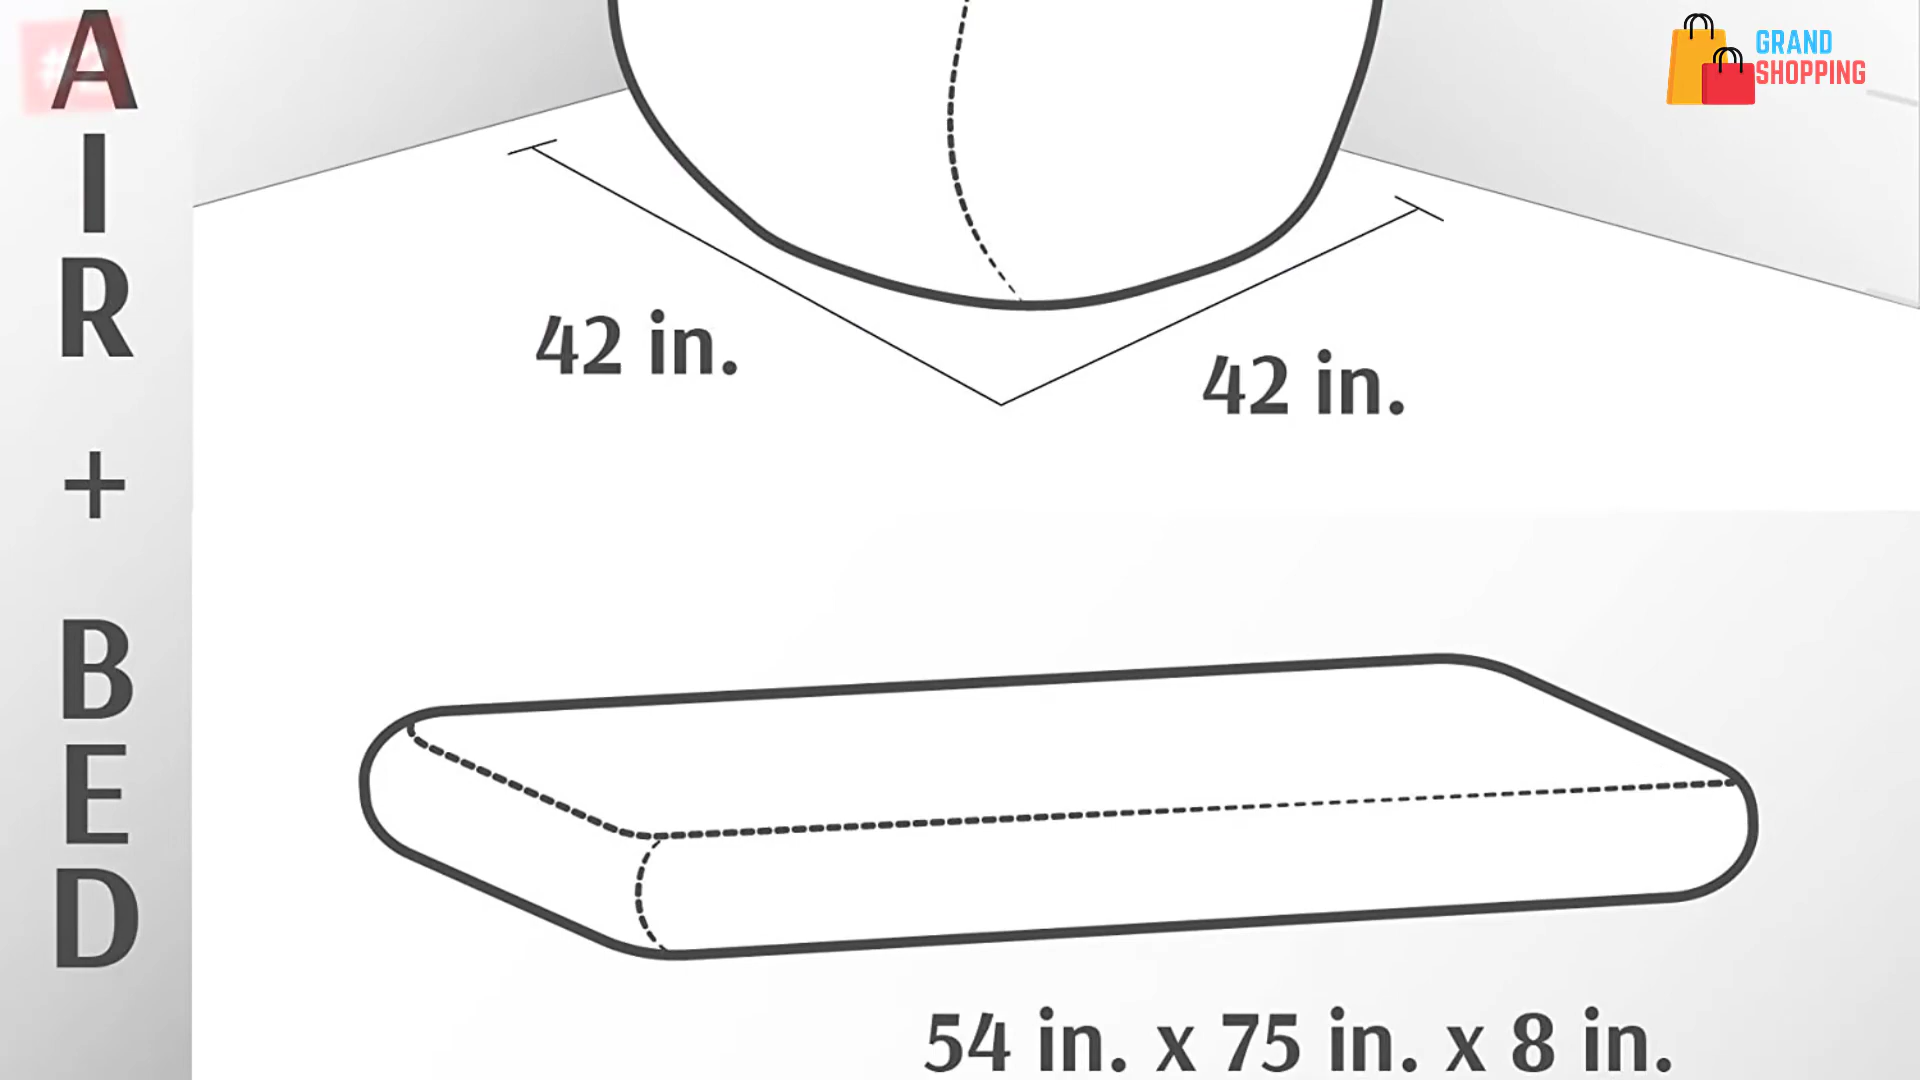 GRAND
SHOPPING
A
I
R
+
B
E
D
42 in.
42 in.
54 in. x 75 in. x 8 in.